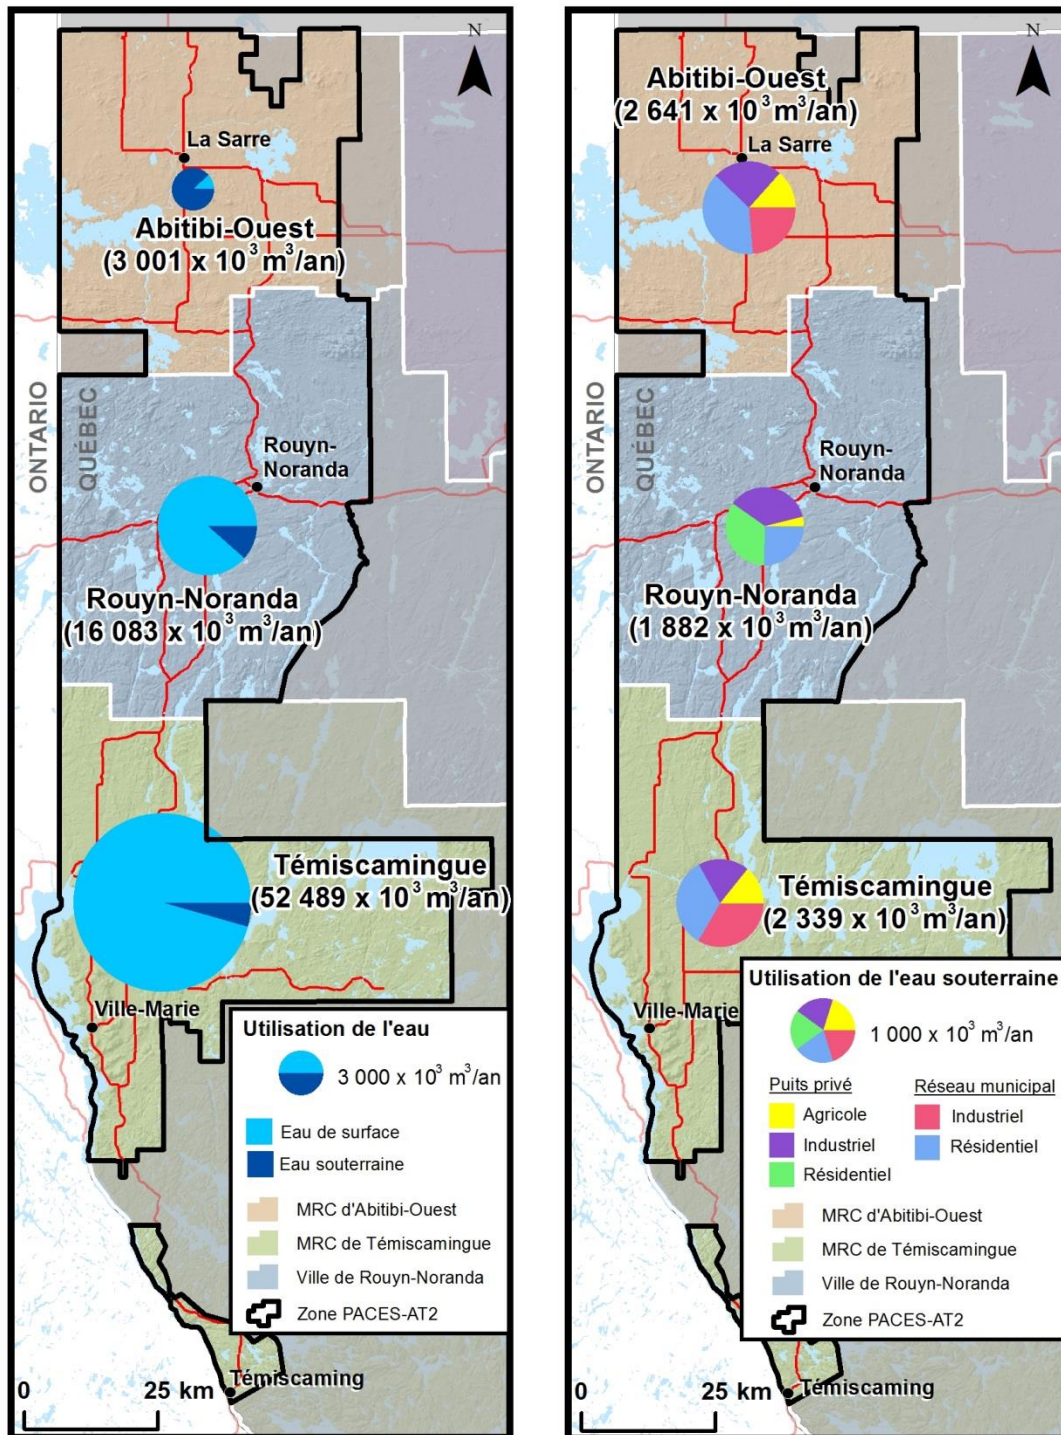 N
La Sarre
Abitibi-Ouest
(3 001 x 10³ m³/an)
ONTARIO
QUÉBEC
Rouyn-
Noranda
Rouyn-Noranda
(16 083 x 10³ m³/an)
Témiscamingue
(52 489 x 10³ m³/an)
Ville-Marie
Utilisation de l'eau
3 000 x 10³ m³/an
Eau de surface
Eau souterraine
MRC d'Abitibi-Ouest
MRC de Témiscamingue
Ville de Rouyn-Noranda
Zone PACES-AT2
Témiscaming
0 25 km
N
Abitibi-Ouest
(2 641 x 10³ m³/an)
La Sarre
ONTARIO
QUÉBEC
Rouyn-
Noranda
Rouyn-Noranda
(1 882 x 10³ m³/an)
Témiscamingue
(2 339 x 10³ m³/an)
Ville-Marie
Utilisation de l'eau souterraine
1 000 x 10³ m³/an
Puits privé
Agricole
Industriel
Résidentiel
Réseau municipal
Industriel
Résidentiel
MRC d'Abitibi-Ouest
MRC de Témiscamingue
Ville de Rouyn-Noranda
Zone PACES-AT2
Témiscaming
0 25 km